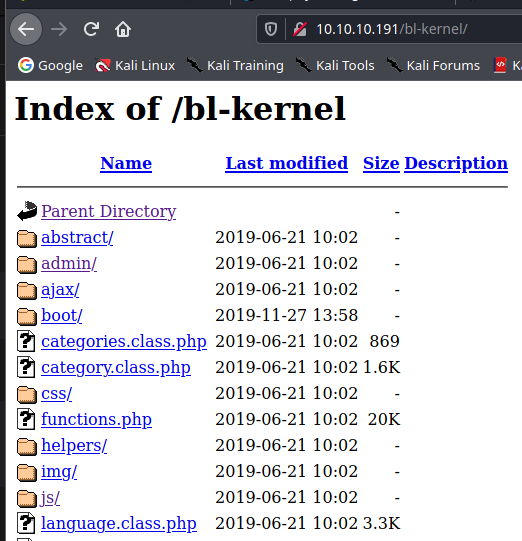 10.10.10.191/bl-kernel/
Google Kali Linux Kali Training Kali Tools Kali Forums
Index of /bl-kernel
Name Last modified Size Description
Parent Directory -
abstract/ 2019-06-21 10:02 -
admin/ 2019-06-21 10:02 -
ajax/ 2019-06-21 10:02 -
boot/ 2019-11-27 13:58 -
categories.class.php 2019-06-21 10:02 869
category.class.php 2019-06-21 10:02 1.6K
css/ 2019-06-21 10:02 -
functions.php 2019-06-21 10:02 20K
helpers/ 2019-06-21 10:02 -
img/ 2019-06-21 10:02 -
js/ 2019-06-21 10:02 -
language.class.php 2019-06-21 10:02 3.3K